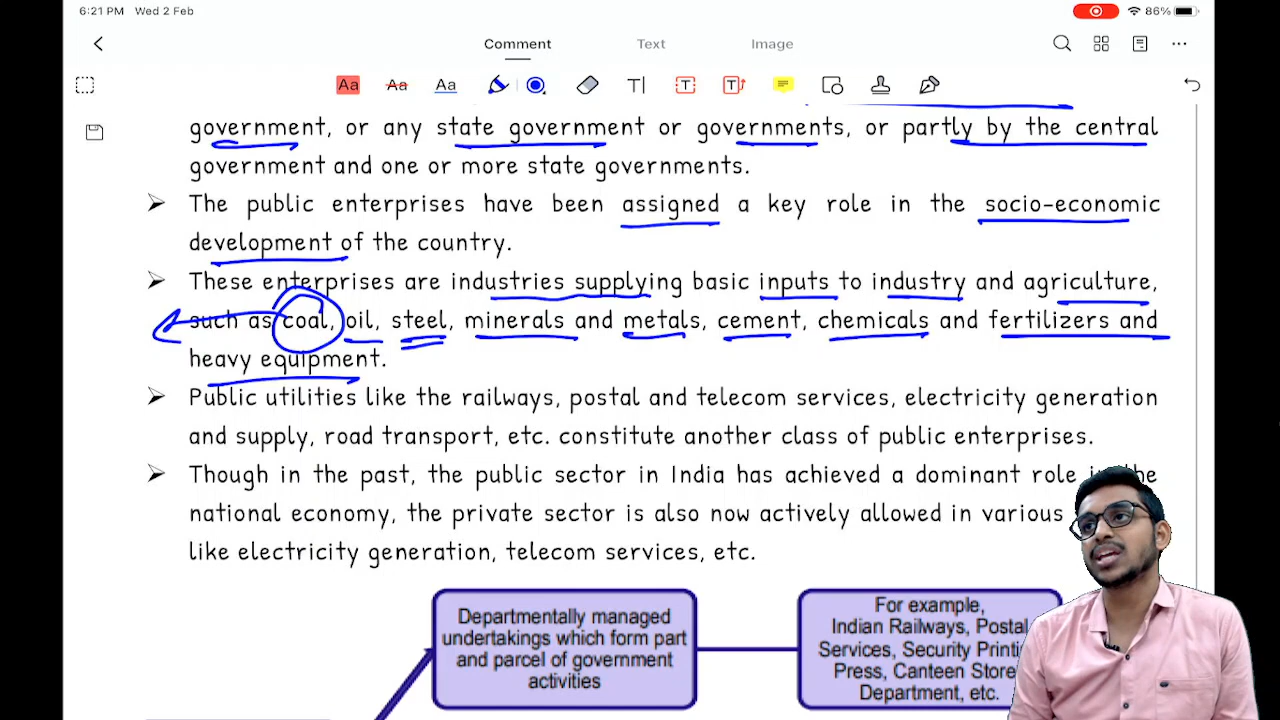 6:21 PM Wed 2 Feb
86%
Comment
Text
Image
Aa Aa Aa
T T T
government, or any state government or governments, or partly by the central
government and one or more state governments.
➢ The public enterprises have been assigned a key role in the socio-economic
development of the country.
➢ These enterprises are industries supplying basic inputs to industry and agriculture,
such as coal, oil, steel, minerals and metals, cement, chemicals and fertilizers and
heavy equipment.
➢ Public utilities like the railways, postal and telecom services, electricity generation
and supply, road transport, etc. constitute another class of public enterprises.
➢ Though in the past, the public sector in India has achieved a dominant role in the
national economy, the private sector is also now actively allowed in various
like electricity generation, telecom services, etc.
Departmentally managed
undertakings which form part
and parcel of government
activities
For example,
Indian Railways, Postal
Services, Security Printi
Press, Canteen Store
Department, etc.